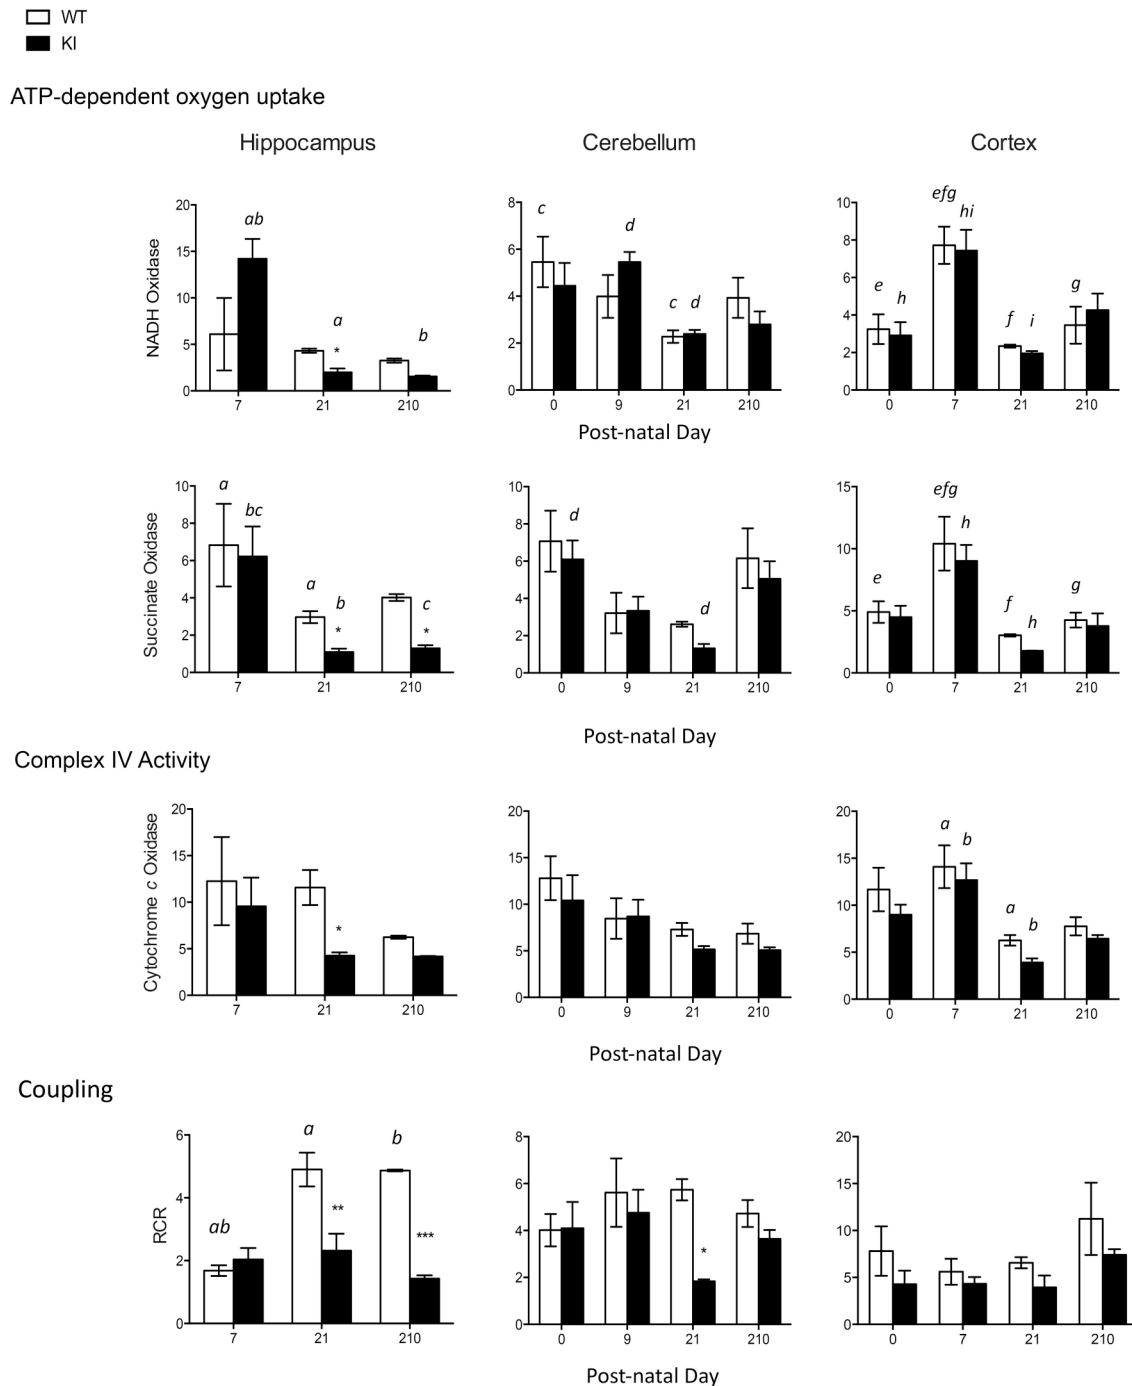 WT
KI
ATP-dependent oxygen uptake
Hippocampus Cerebellum Cortex
NADH Oxidase
20
15
10
5
0
ab
a
*
b
7 21 210
8
6
4
2
0
c
d
c d
0 9 21 210
Post-natal Day
10
8
6
4
2
0
efg
hi
e
h
f i
g
0 7 21 210
Succinate Oxidase
10
8
6
4
2
0
a
bc
a
b
*
c
*
7 21 210
10
8
6
4
2
0
d
d
0 9 21 210
Post-natal Day
15
10
5
0
efg
h
e
f
h
g
0 7 21 210
Complex IV Activity
Cytochrome c Oxidase
20
15
10
5
0
*
7 21 210
20
15
10
5
0
0 9 21 210
Post-natal Day
20
15
10
5
0
a
b
a
b
0 7 21 210
Coupling
RCR
6
4
2
0
ab
a
**
b
***
7 21 210
8
6
4
2
0
*
0 9 21 210
Post-natal Day
20
15
10
5
0
0 7 21 210